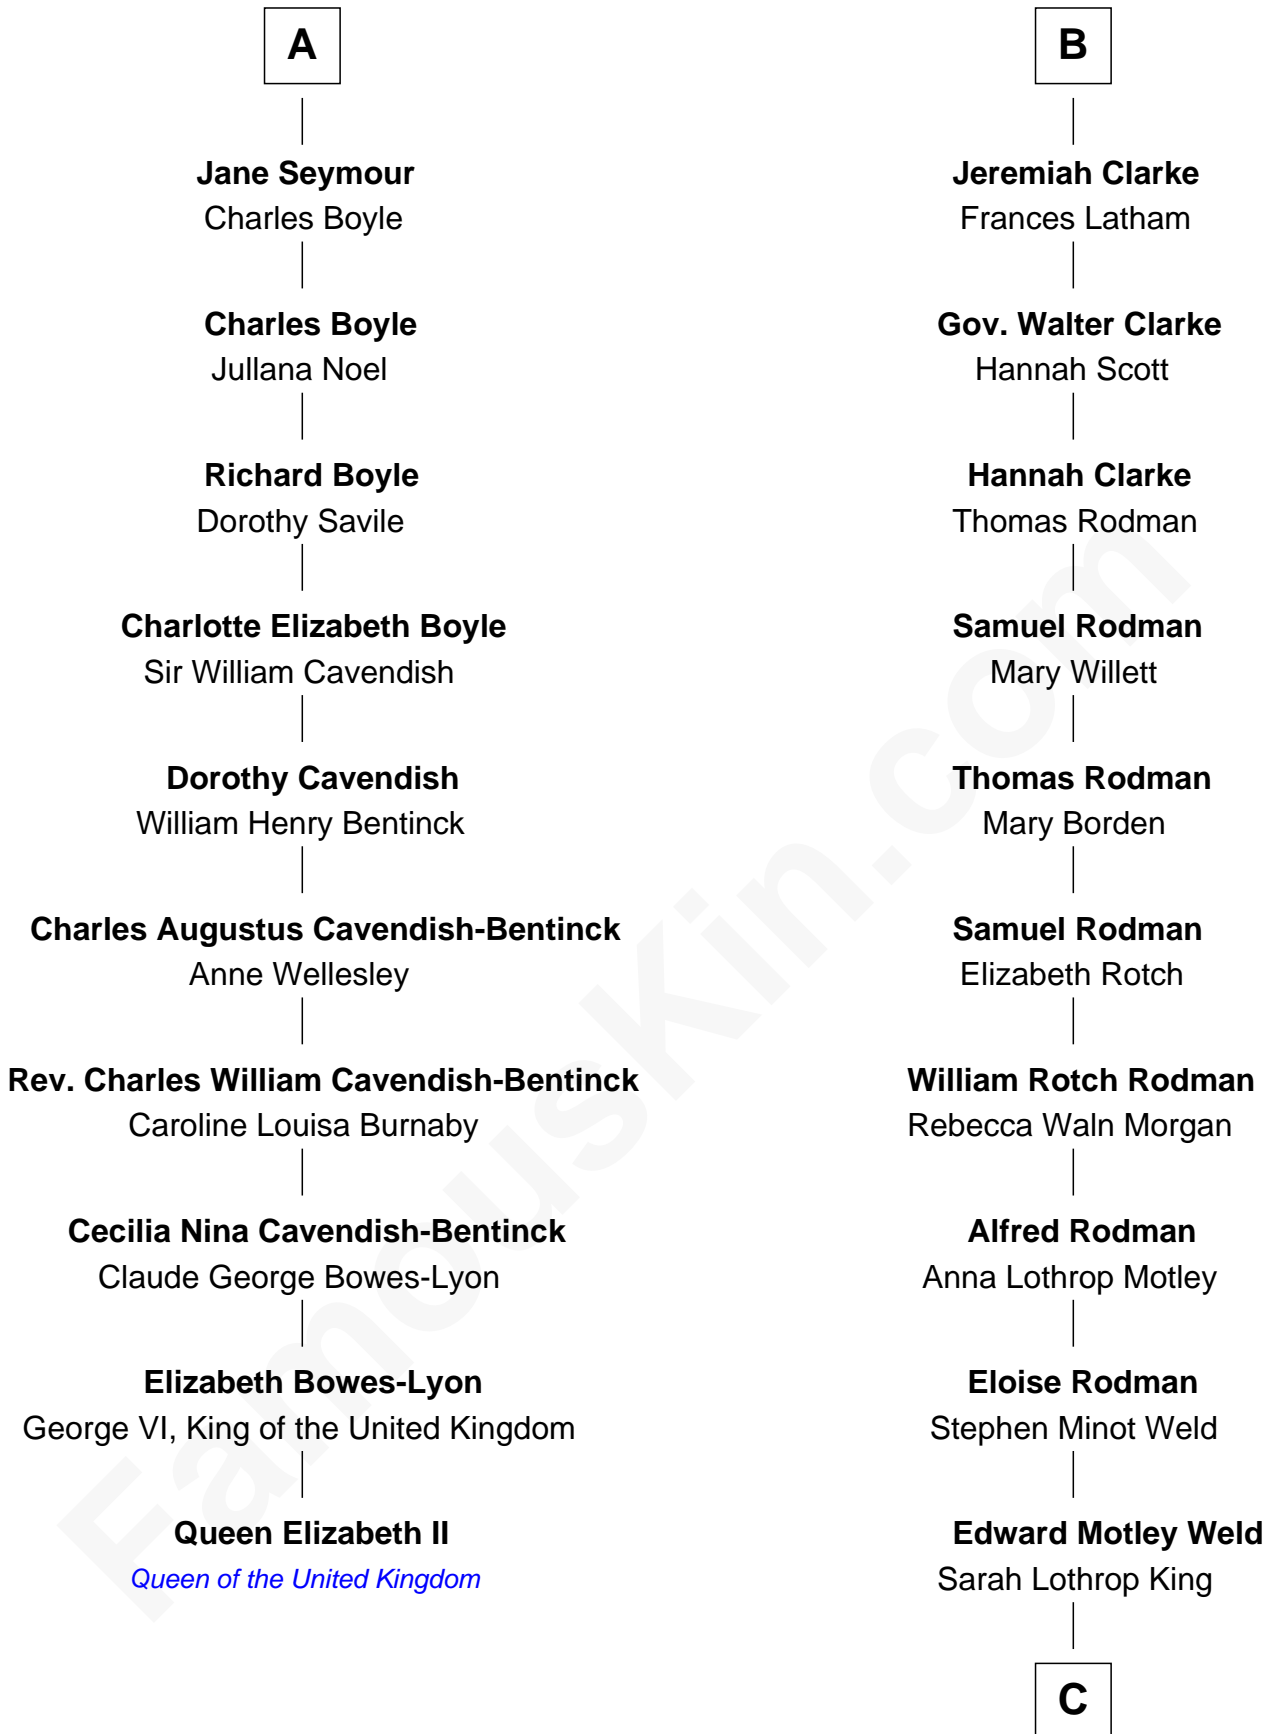 A
Jane Seymour
Charles Boyle
Charles Boyle
Jullana Noel
Richard Boyle
Dorothy Savile
Charlotte Elizabeth Boyle
Sir William Cavendish
Dorothy Cavendish
William Henry Bentinck
Charles Augustus Cavendish-Bentinck
Anne Wellesley
Rev. Charles William Cavendish-Bentinck
Caroline Louisa Burnaby
Cecilia Nina Cavendish-Bentinck
Claude George Bowes-Lyon
Elizabeth Bowes-Lyon
George VI, King of the United Kingdom
Queen Elizabeth II
Queen of the United Kingdom
B
Jeremiah Clarke
Frances Latham
Gov. Walter Clarke
Hannah Scott
Hannah Clarke
Thomas Rodman
Samuel Rodman
Mary Willett
Thomas Rodman
Mary Borden
Samuel Rodman
Elizabeth Rotch
William Rotch Rodman
Rebecca Waln Morgan
Alfred Rodman
Anna Lothrop Motley
Eloise Rodman
Stephen Minot Weld
Edward Motley Weld
Sarah Lothrop King
C
FamousKin.com